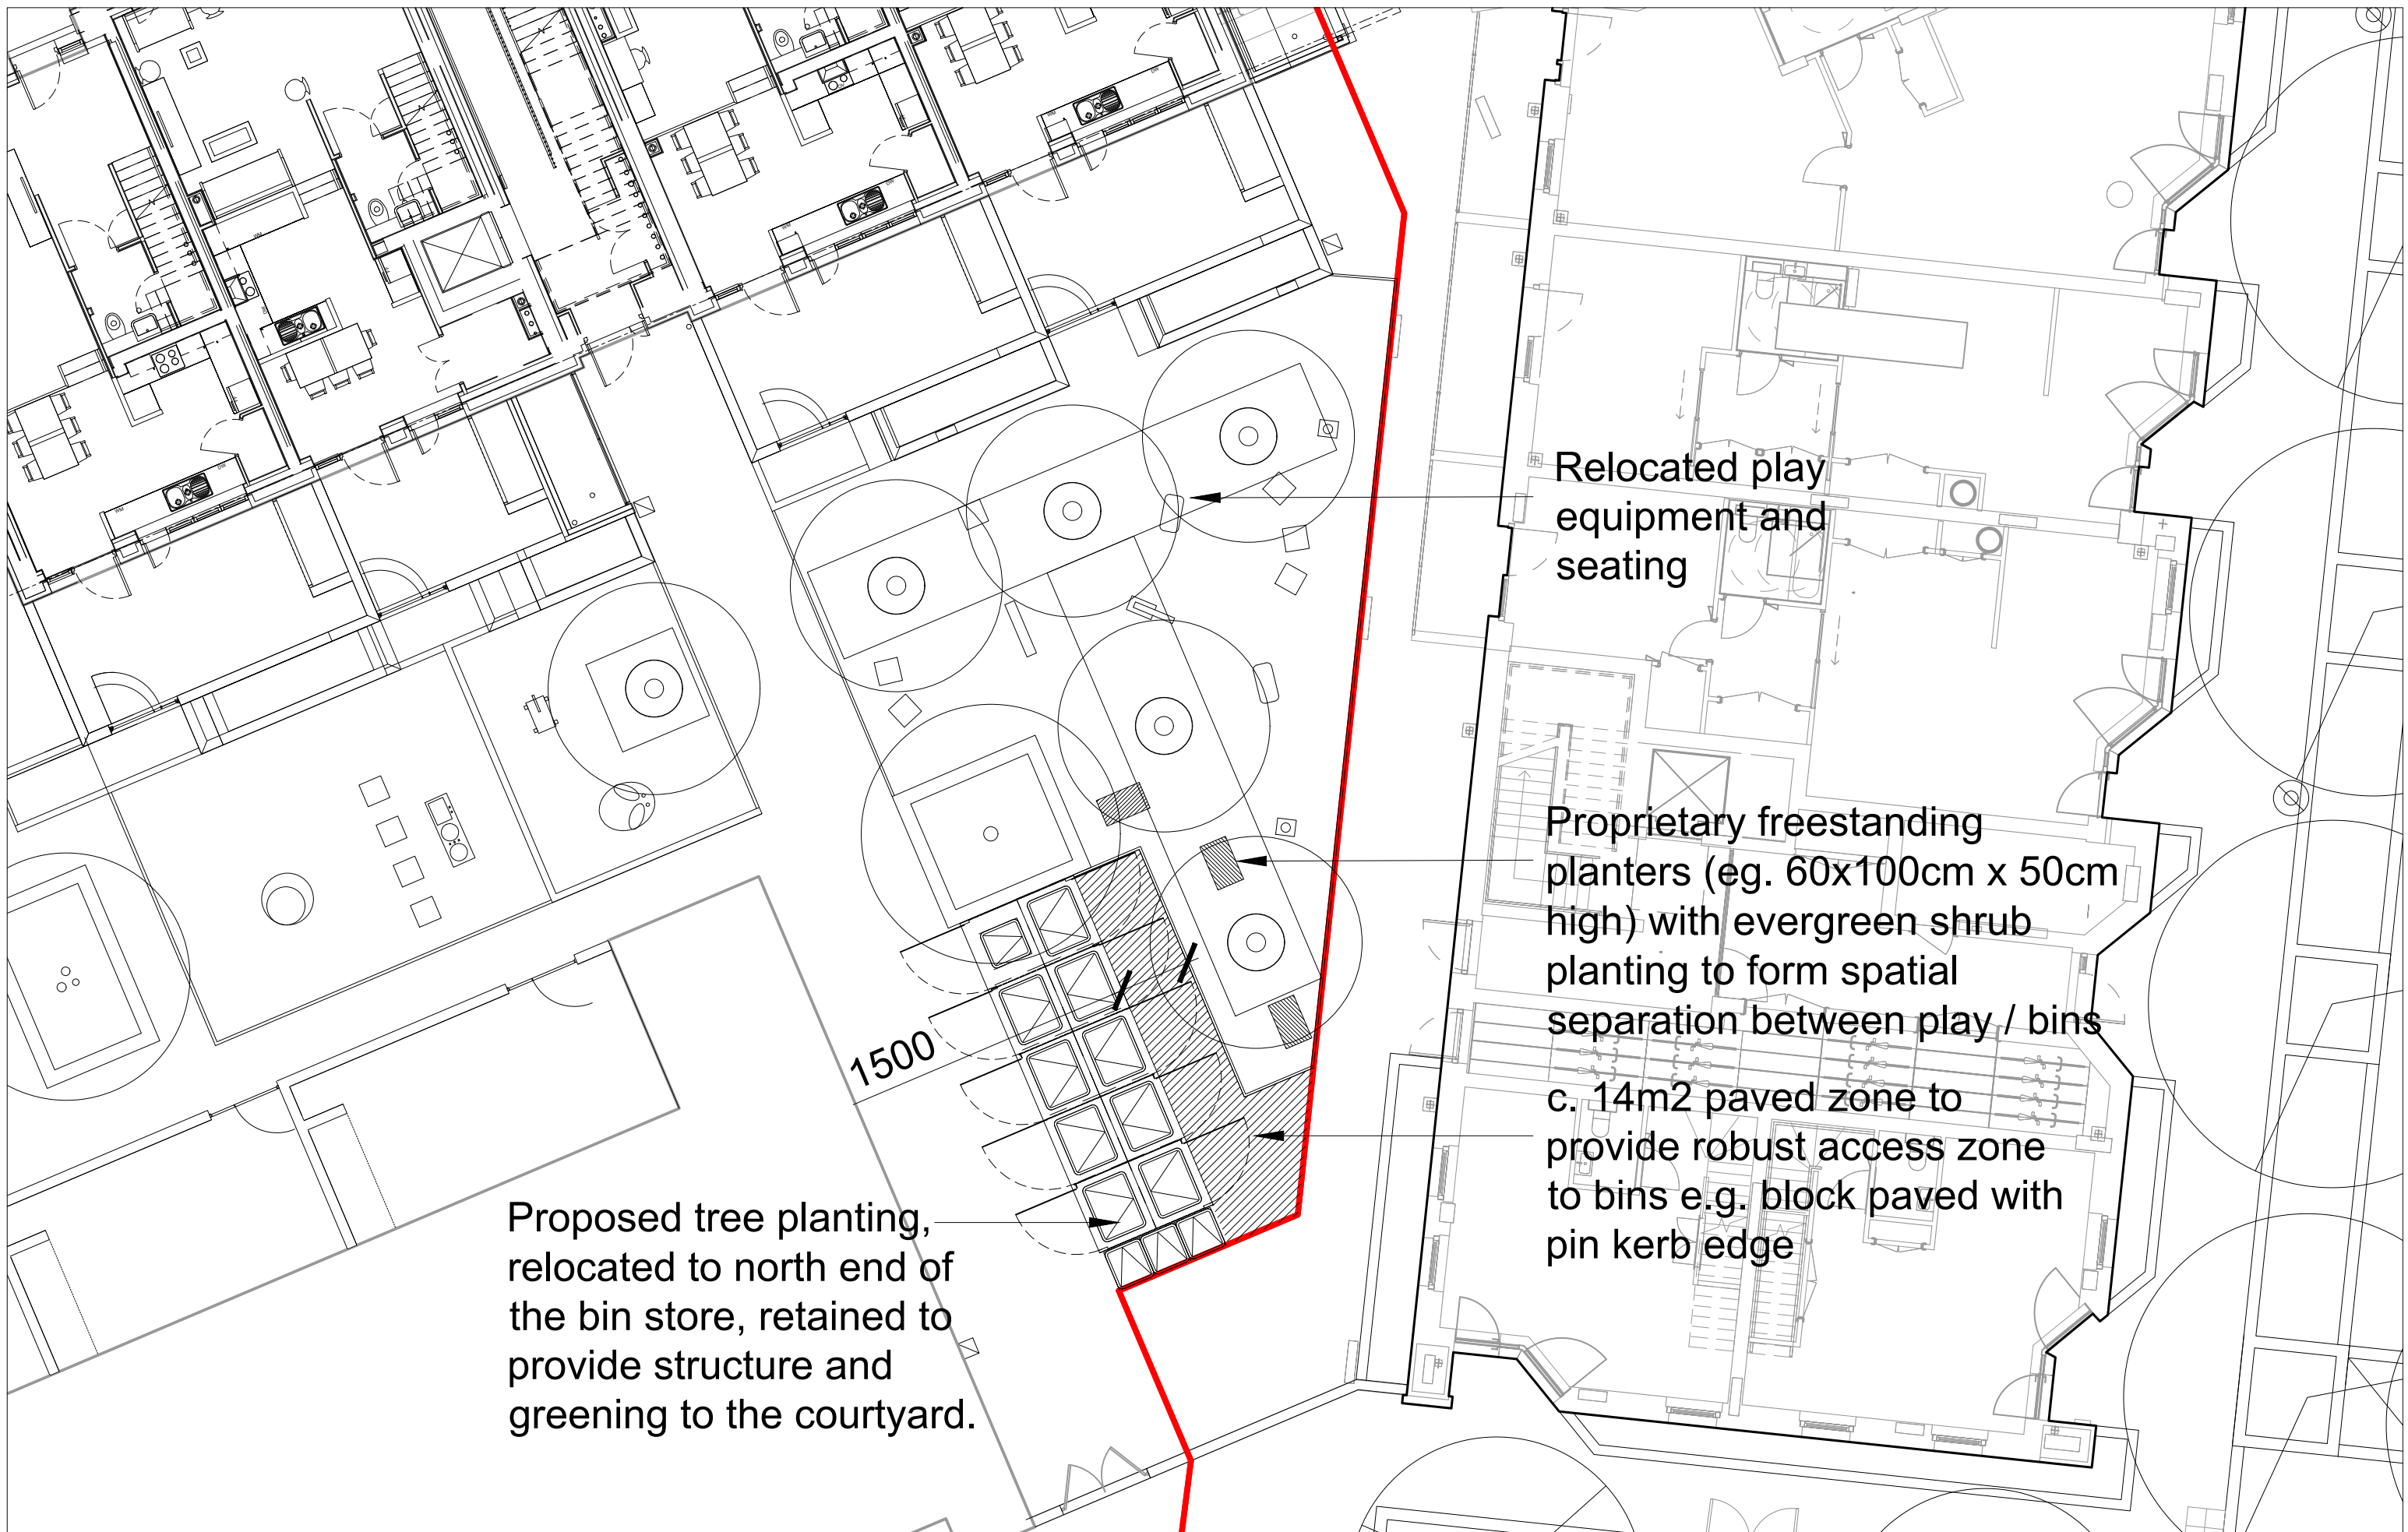 Relocated play
equipment and
seating
Proprietary freestanding
planters (eg. 60x100cm x 50cm
high) with evergreen shrub
planting to form spatial
separation between play / bins
1500
c. 14m2 paved zone to
provide robust access zone
to bins e.g. block paved with
pin kerb edge
Proposed tree planting,
relocated to north end of
the bin store, retained to
provide structure and
greening to the courtyard.